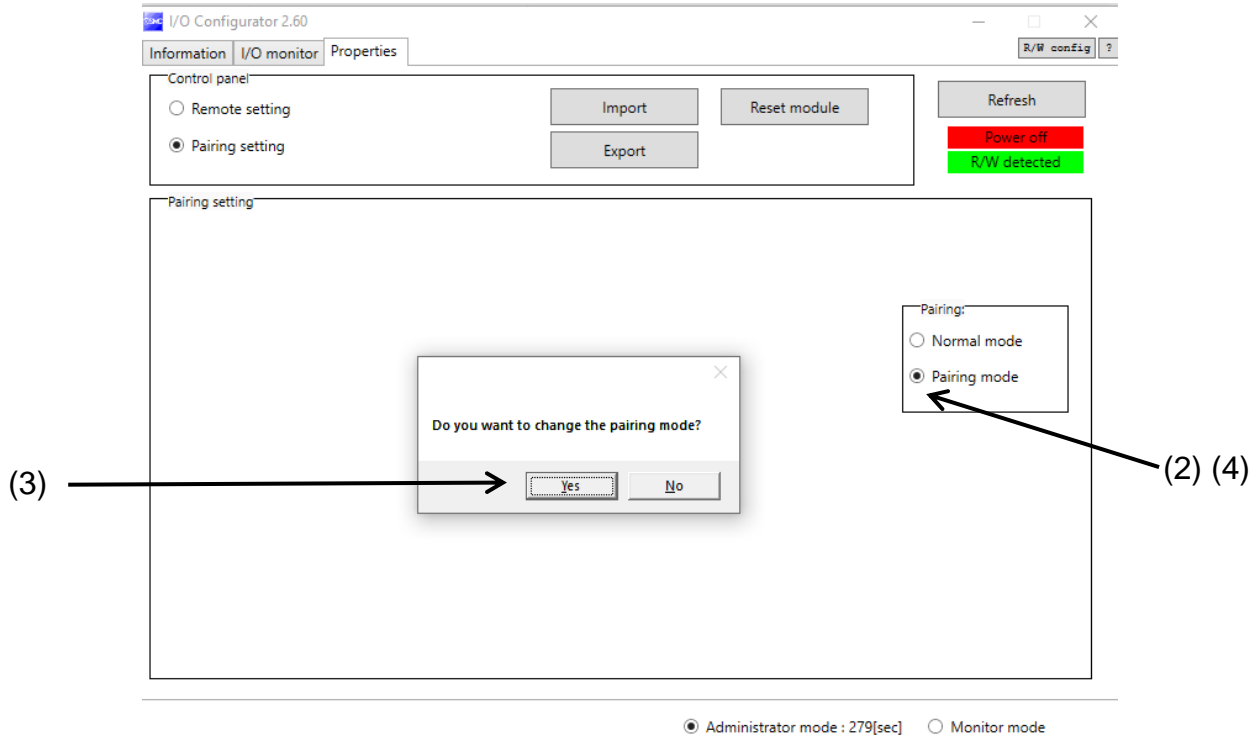 SMC I/O Configurator 2.60
Information I/O monitor Properties R/W config ?
Control panel
Remote setting Import Reset module Refresh
Pairing setting Export Power off
R/W detected
Pairing setting
Pairing:
Normal mode
Pairing mode
Do you want to change the pairing mode?
(3) Yes No (2) (4)
Administrator mode : 279[sec] Monitor mode